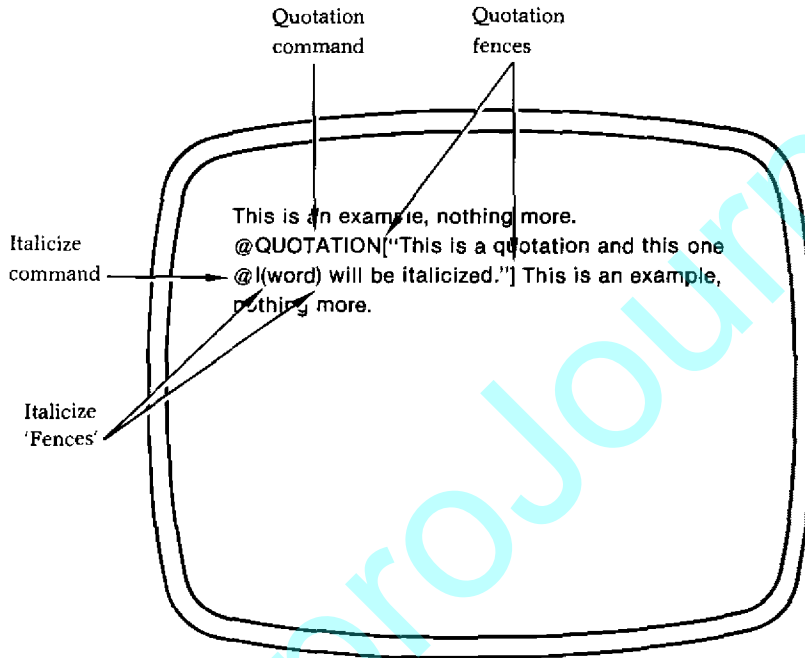 Quotation
command
Quotation
fences
This is an example, nothing more.
@QUOTATION["This is a quotation and this one
@I(word) will be italicized."] This is an example,
nothing more.
Italicize
command
Italicize
'Fences'
proJourn